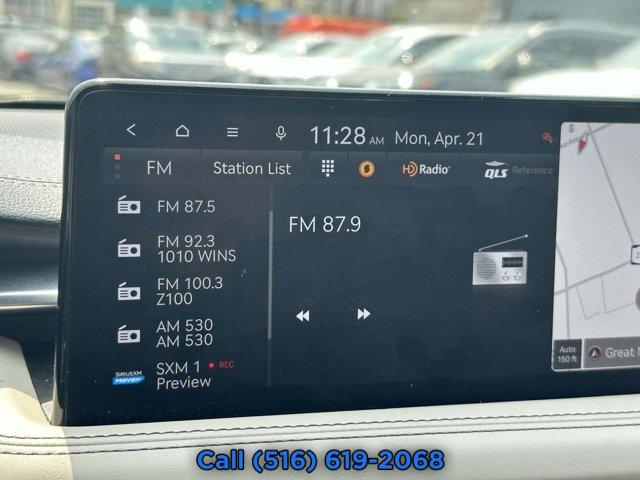 11:28 AM Mon, Apr. 21
FM Station List HD Radio QLS Reference
FM 87.5
FM 92.3
1010 WINS
FM 100.3
Z100
AM 530
AM 530
SXM 1 REC
SIRIUSXM
PREVIEW Preview
FM 87.9
S
Auto
150 ft
Great
Call (516) 619-2068